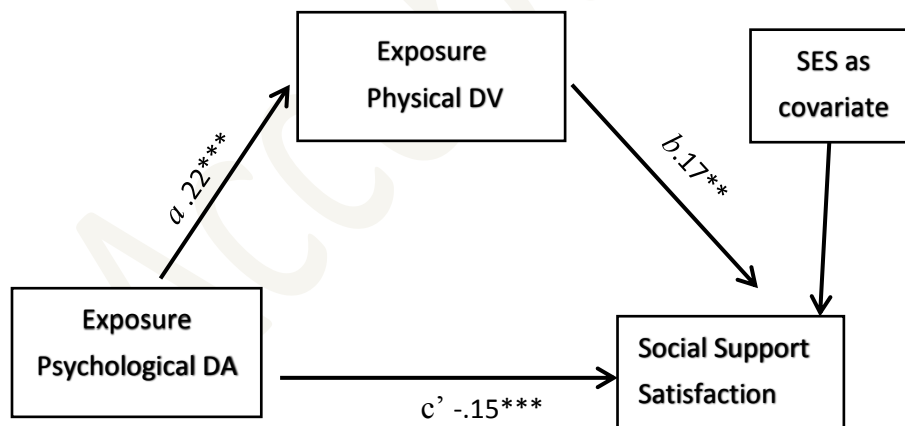 Exposure
Physical DV
SES as
covariate
a .22***
b.17**
Exposure
Psychological DA
Social Support
Satisfaction
c’ -.15***